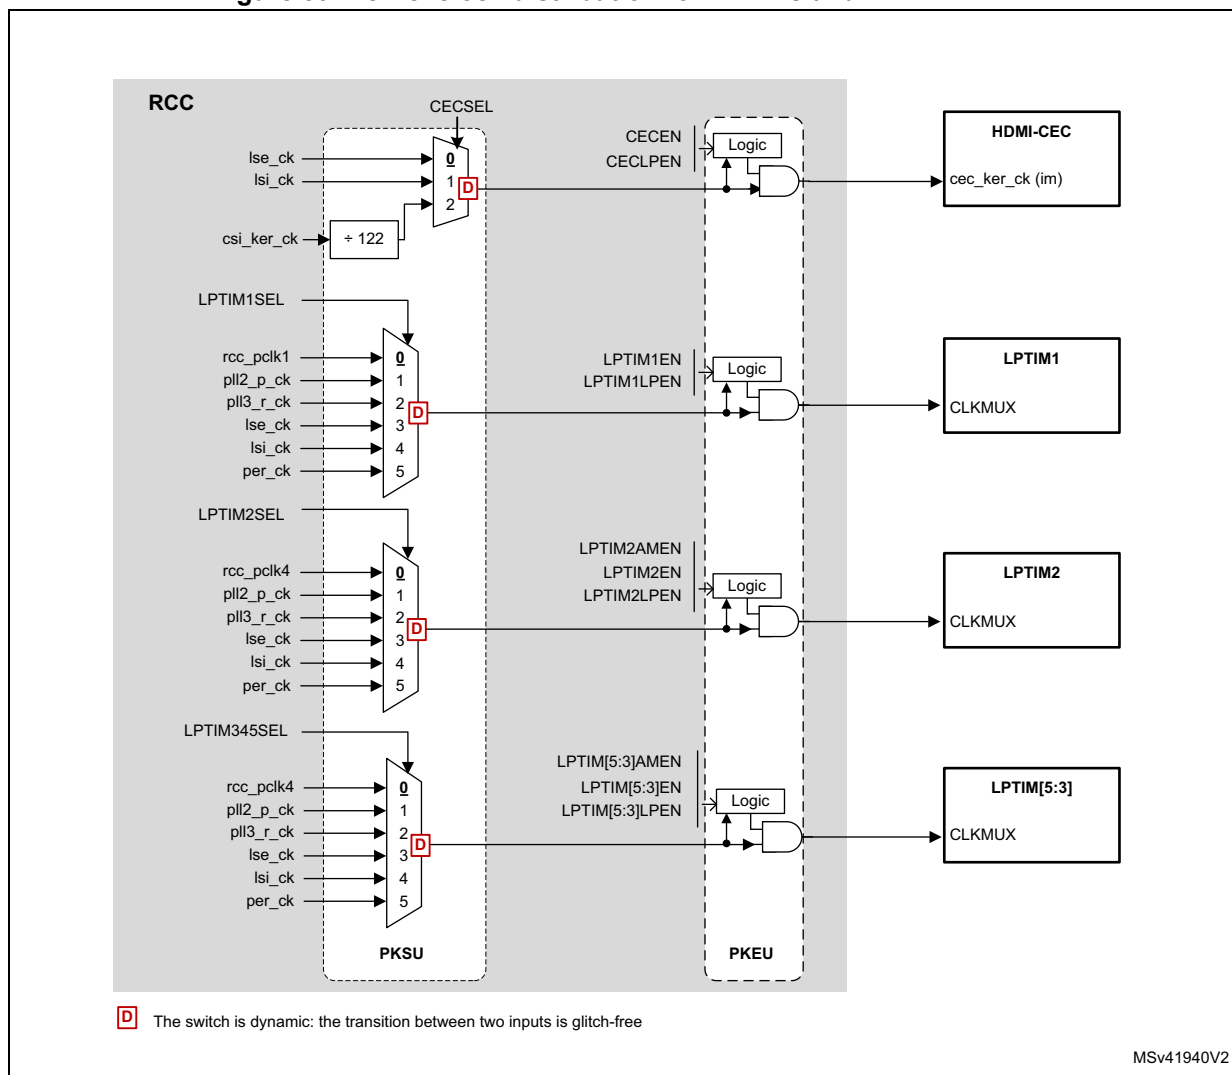 RCC
CECSEL
lse_ck
lsi_ck
csi_ker_ck
÷ 122
0
1
2
D
CECEN
CECLPEN
Logic
HDMI-CEC
cec_ker_ck (im)
LPTIM1SEL
rcc_pclk1
pll2_p_ck
pll3_r_ck
lse_ck
lsi_ck
per_ck
0
1
2
3
4
5
D
LPTIM1EN
LPTIM1LPEN
Logic
LPTIM1
CLKMUX
LPTIM2SEL
rcc_pclk4
pll2_p_ck
pll3_r_ck
lse_ck
lsi_ck
per_ck
0
1
2
3
4
5
D
LPTIM2AMEN
LPTIM2EN
LPTIM2LPEN
Logic
LPTIM2
CLKMUX
LPTIM345SEL
rcc_pclk4
pll2_p_ck
pll3_r_ck
lse_ck
lsi_ck
per_ck
0
1
2
3
4
5
D
LPTIM[5:3]AMEN
LPTIM[5:3]EN
LPTIM[5:3]LPEN
Logic
LPTIM[5:3]
CLKMUX
PKSU
PKEU
D The switch is dynamic: the transition between two inputs is glitch-free
MSv41940V2